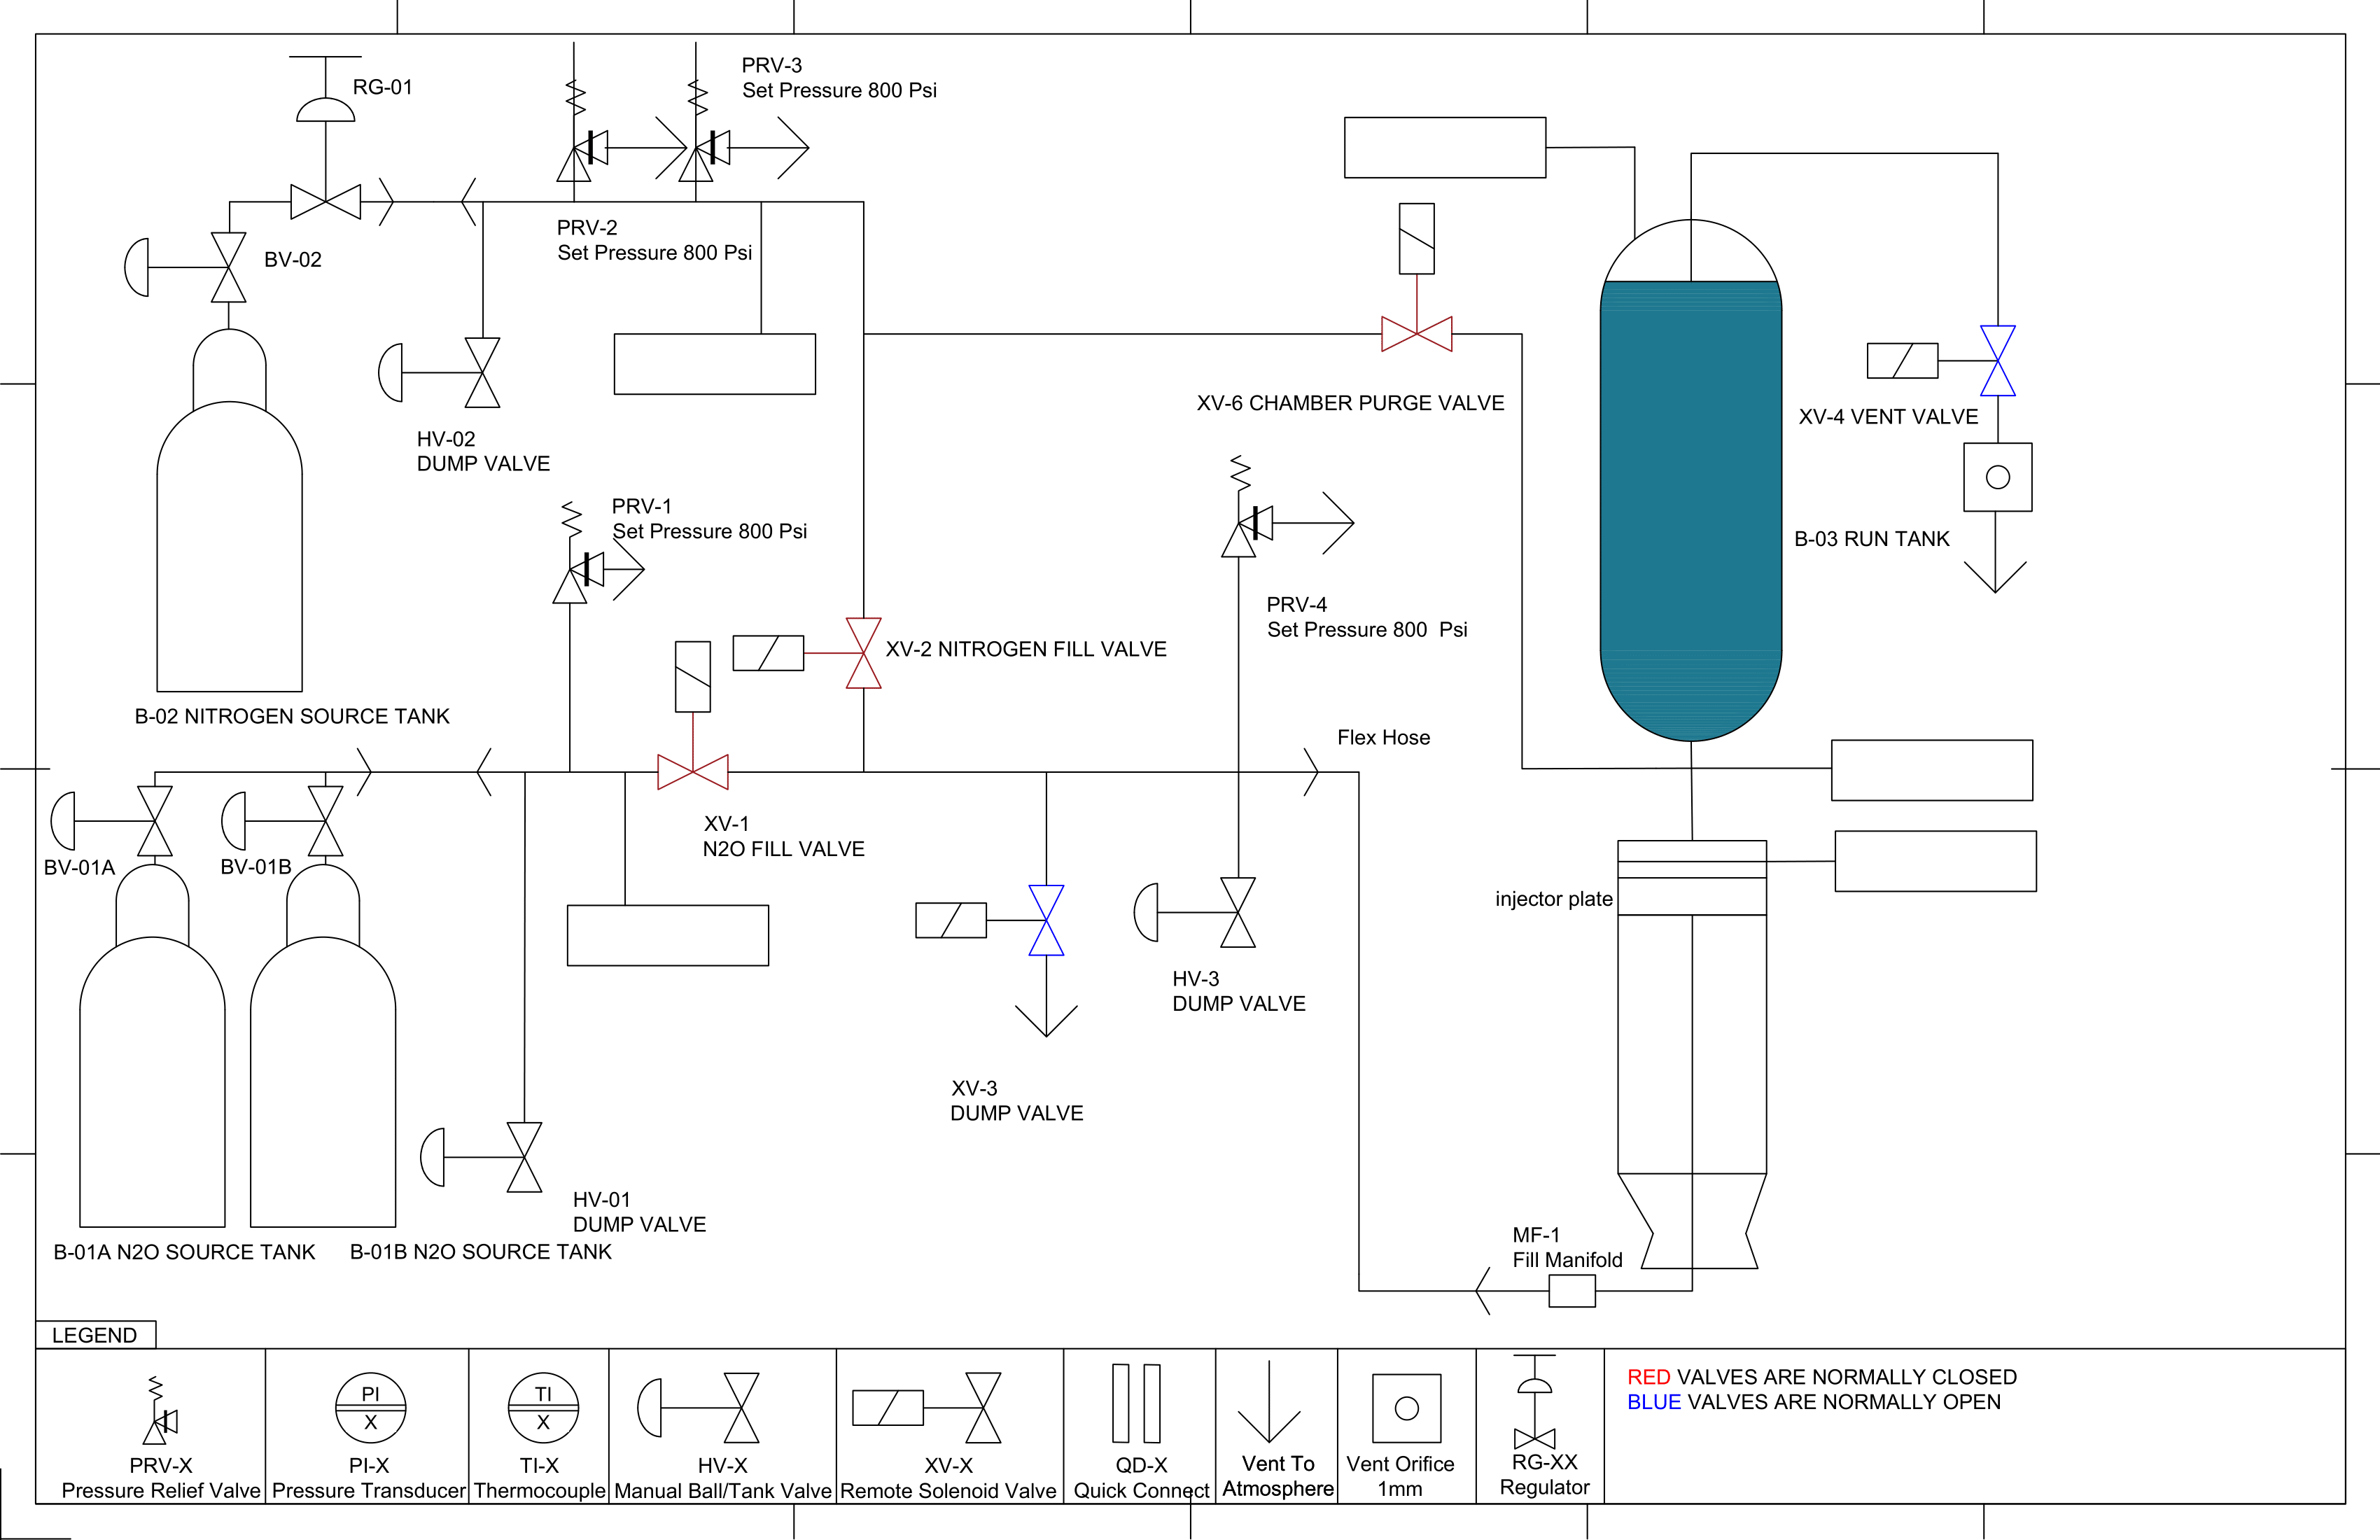 PRV-3
Set Pressure 800 Psi
RG-01
PRV-2
Set Pressure 800 Psi
BV-02
XV-6 CHAMBER PURGE VALVE
XV-4 VENT VALVE
HV-02
DUMP VALVE
PRV-1
Set Pressure 800 Psi
B-03 RUN TANK
PRV-4
Set Pressure 800  Psi
XV-2 NITROGEN FILL VALVE
B-02 NITROGEN SOURCE TANK
Flex Hose
XV-1
N2O FILL VALVE
BV-01A
BV-01B
injector plate
HV-3
DUMP VALVE
XV-3
DUMP VALVE
HV-01
DUMP VALVE
B-01A N2O SOURCE TANK
B-01B N2O SOURCE TANK
MF-1
Fill Manifold
LEGEND
PI
X
TI
X
PRV-X
Pressure Relief Valve
PI-X
Pressure Transducer
TI-X
Thermocouple
HV-X
Manual Ball/Tank Valve
XV-X
Remote Solenoid Valve
QD-X
Quick Connect
Vent To
Atmosphere
Vent Orifice
1mm
RG-XX
Regulator
RED VALVES ARE NORMALLY CLOSED
BLUE VALVES ARE NORMALLY OPEN